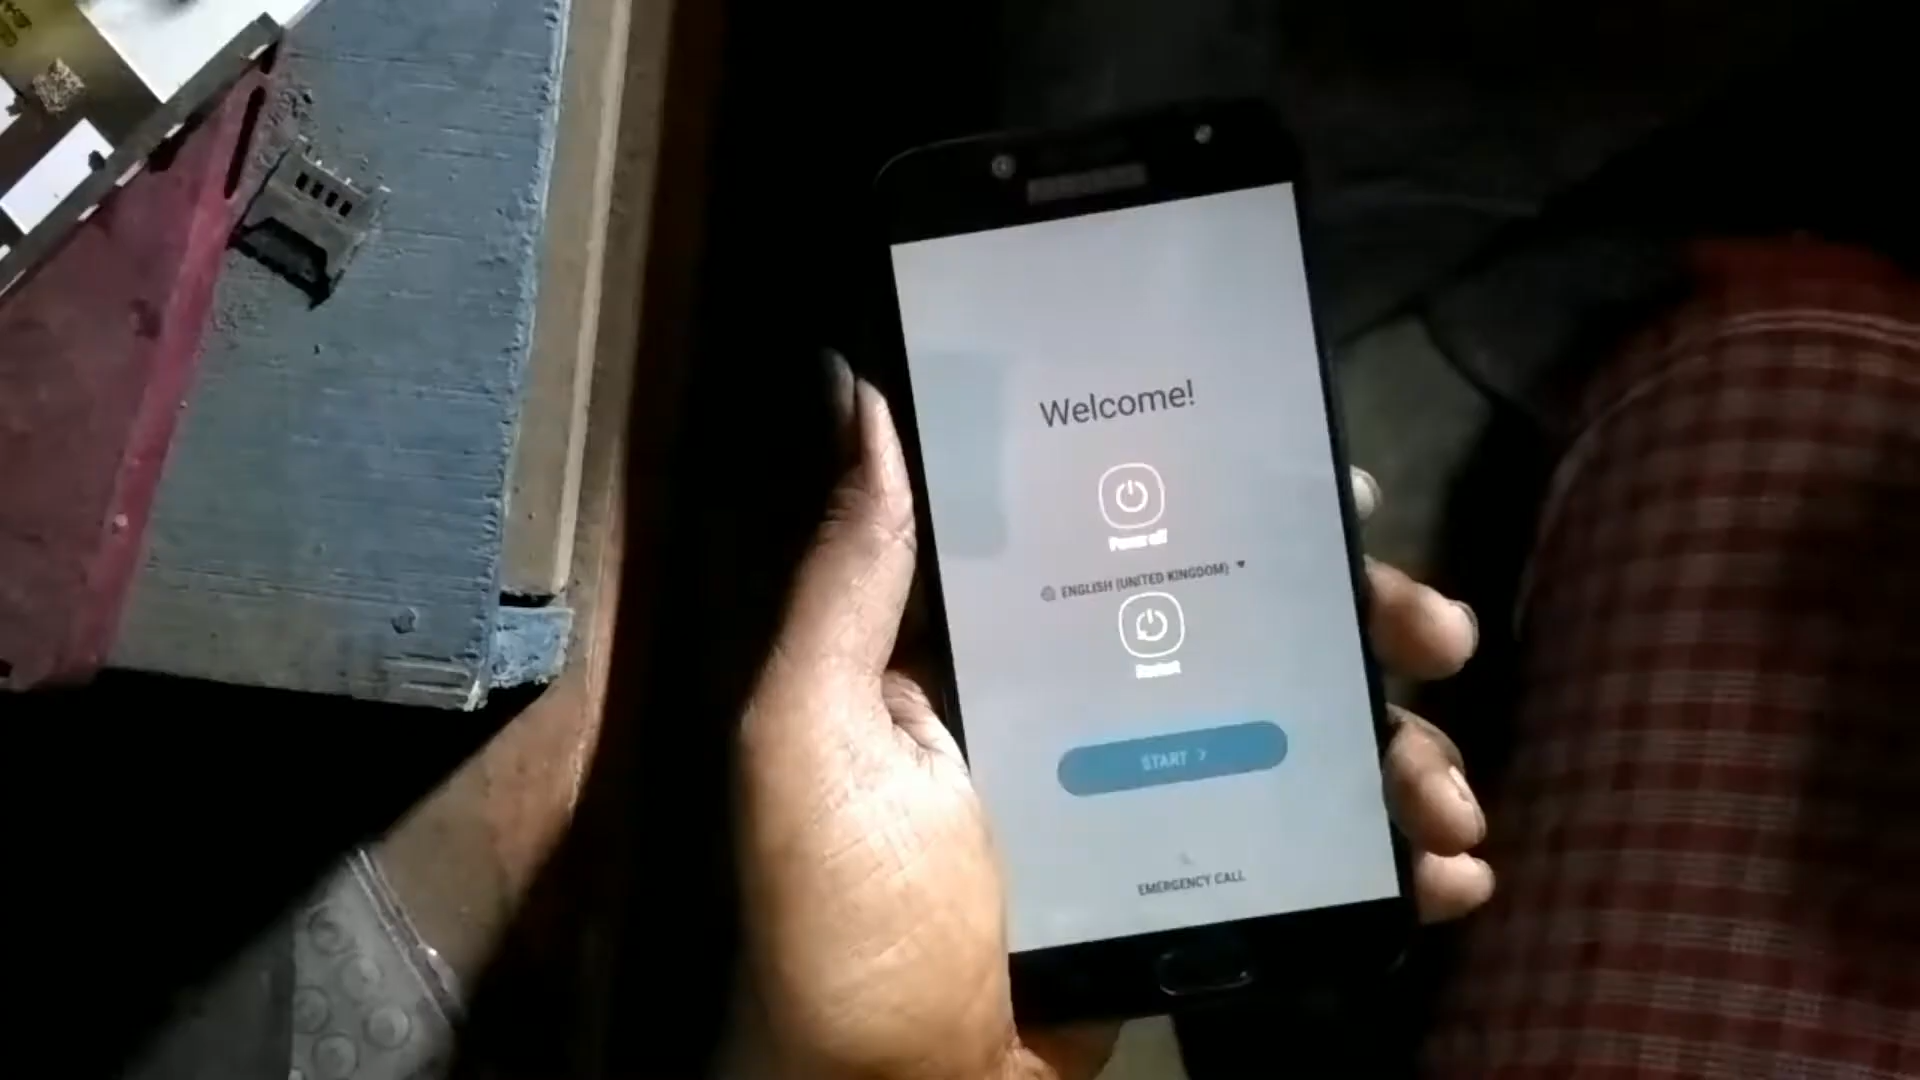 Welcome!
Power off
ENGLISH (UNITED KINGDOM)
Restart
START >
EMERGENCY CALL